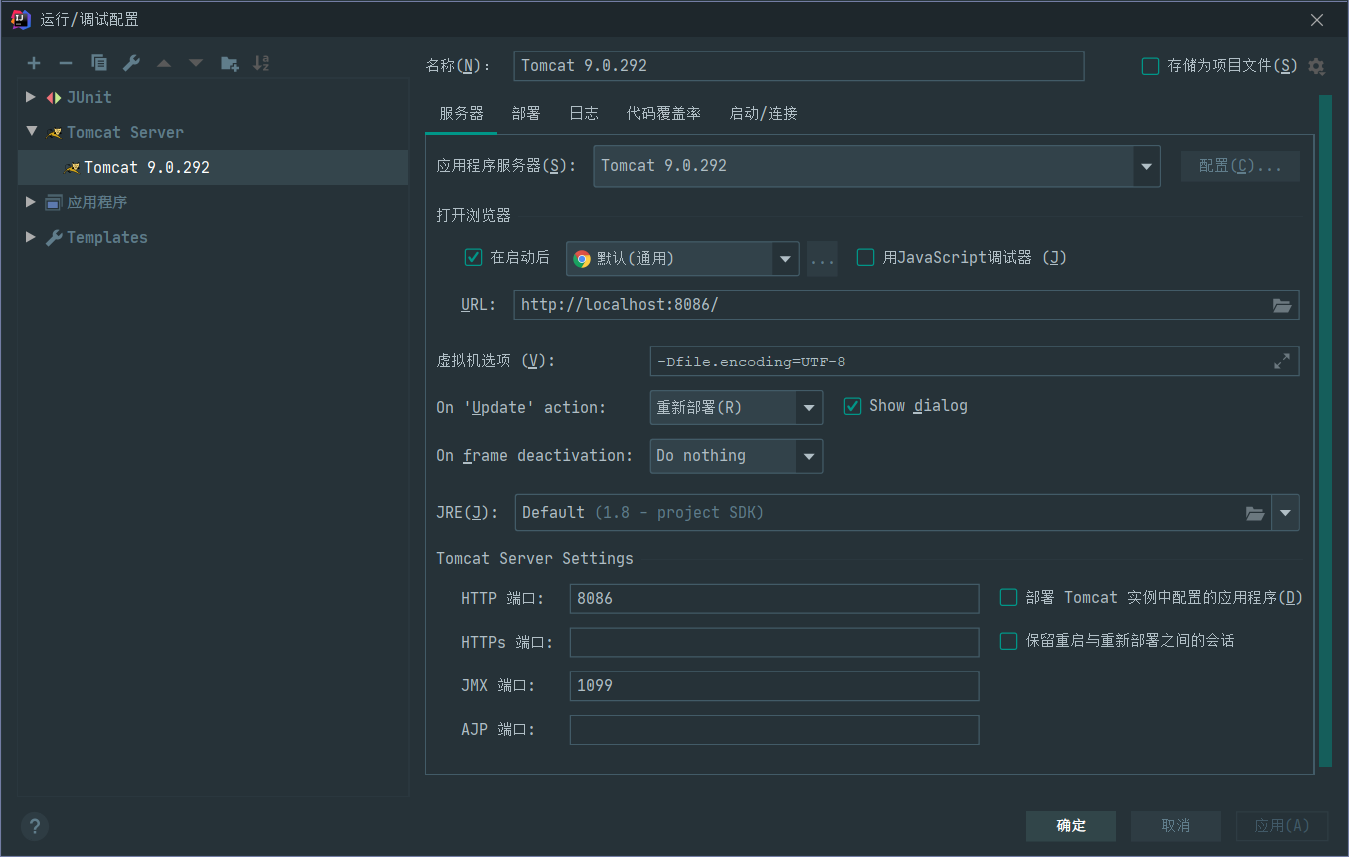 运行/调试配置
名称(N):
Tomcat 9.0.292
存储为项目文件(S)
JUnit
Tomcat Server
Tomcat 9.0.292
应用程序
Templates
服务器 部署 日志 代码覆盖率 启动/连接
应用程序服务器(S): Tomcat 9.0.292 配置(C)...
打开浏览器
在启动后 默认(通用) ... 用JavaScript调试器 (J)
URL: http://localhost:8086/
虚拟机选项 (V): -Dfile.encoding=UTF-8
On 'Update' action: 重新部署(R) Show dialog
On frame deactivation: Do nothing
JRE(J): Default (1.8 - project SDK)
Tomcat Server Settings
HTTP 端口: 8086 部署 Tomcat 实例中配置的应用程序(D)
HTTPs 端口: 保留重启与重新部署之间的会话
JMX 端口: 1099
AJP 端口:
? 确定 取消 应用(A)